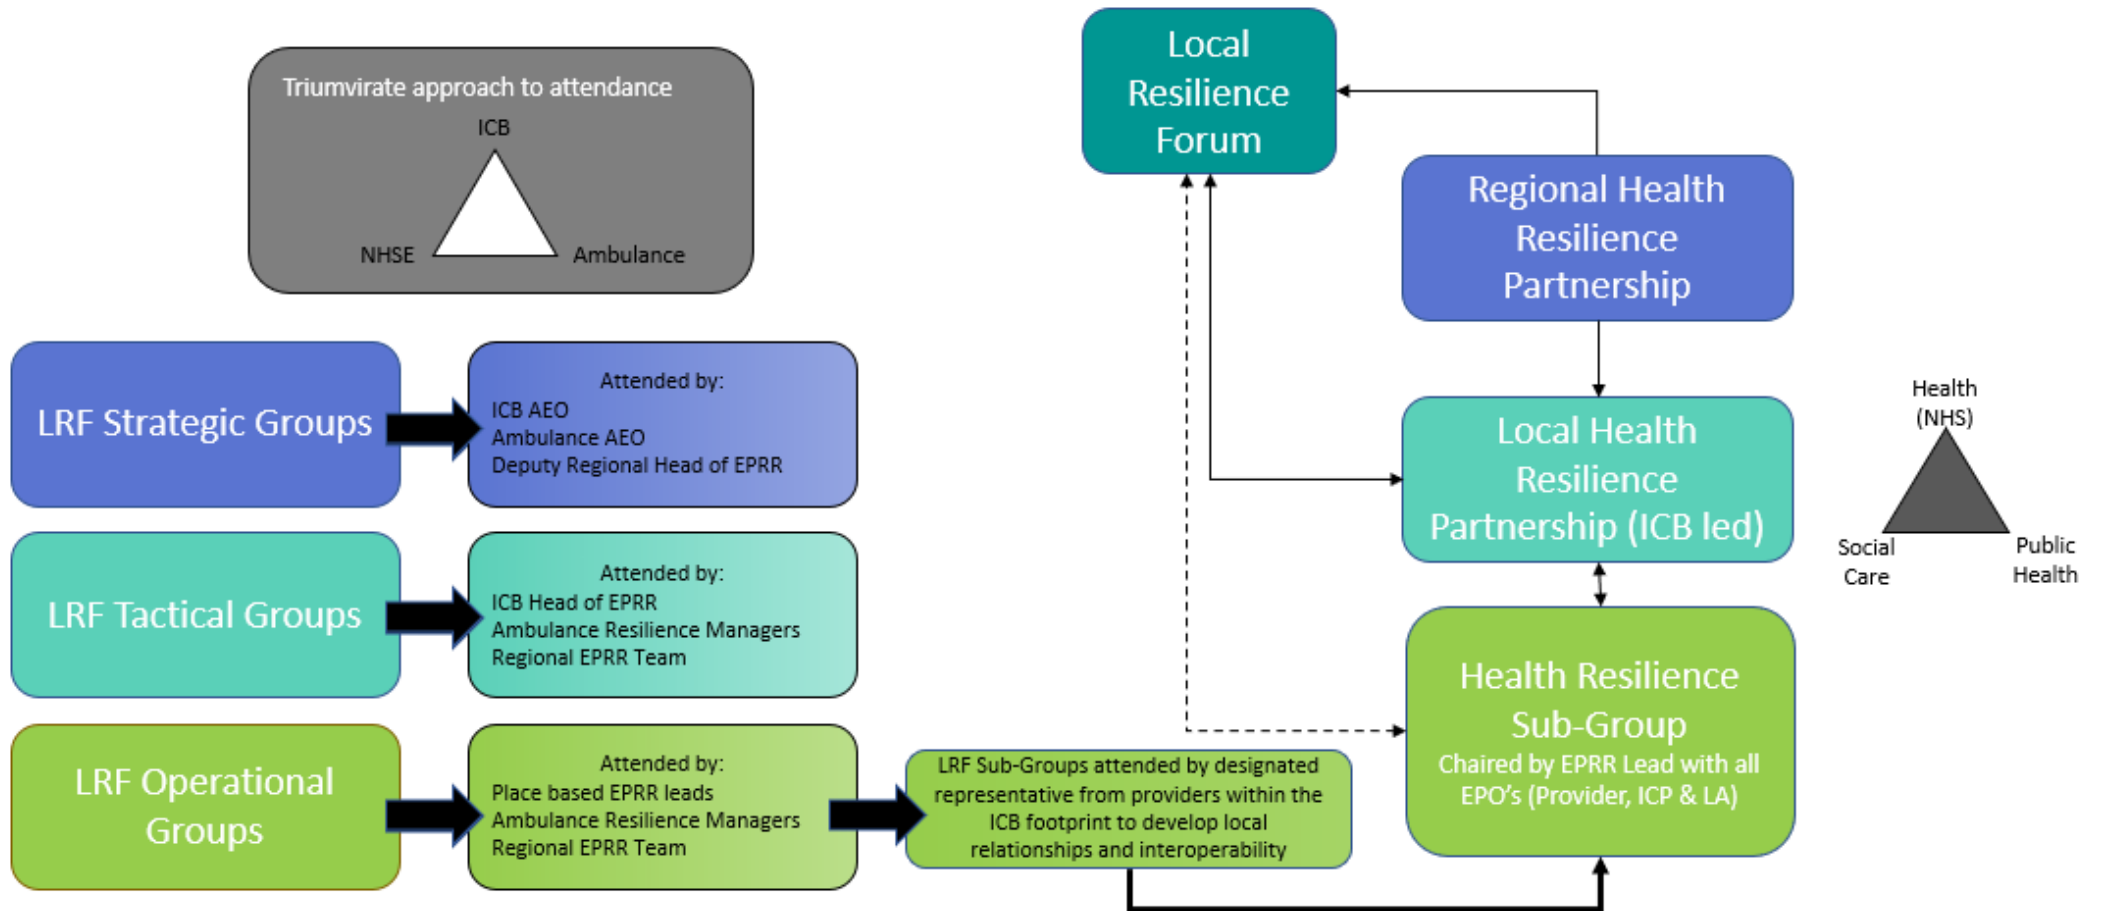 Triumvirate approach to attendance
ICB
NHSE
Ambulance
LRF Strategic Groups
Attended by:
ICB AEO
Ambulance AEO
Deputy Regional Head of EPRR
LRF Tactical Groups
Attended by:
ICB Head of EPRR
Ambulance Resilience Managers
Regional EPRR Team
LRF Operational
Groups
Attended by:
Place based EPRR leads
Ambulance Resilience Managers
Regional EPRR Team
LRF Sub-Groups attended by designated
representative from providers within the
ICB footprint to develop local
relationships and interoperability
Local
Resilience
Forum
Regional Health
Resilience
Partnership
Local Health
Resilience
Partnership (ICB led)
Health
(NHS)
Social
Care
Public
Health
Health Resilience
Sub-Group
Chaired by EPRR Lead with all
EPO's (Provider, ICP & LA)